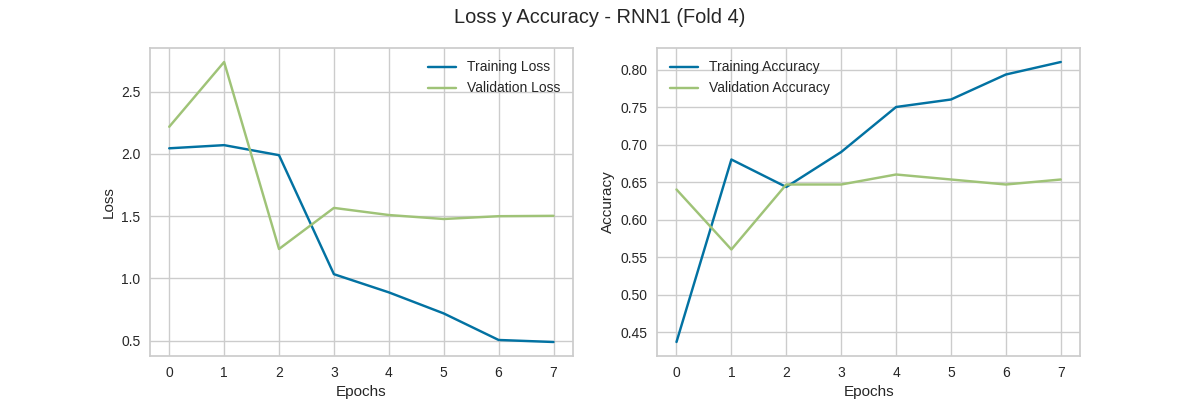 Loss y Accuracy - RNN1 (Fold 4)
Training Loss
Validation Loss
2.5
2.0
1.5
1.0
0.5
Loss
0 1 2 3 4 5 6 7
Epochs
Training Accuracy
Validation Accuracy
0.80
0.75
0.70
0.65
0.60
0.55
0.50
0.45
Accuracy
0 1 2 3 4 5 6 7
Epochs